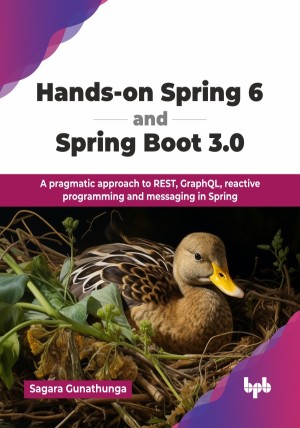 Hands-on Spring 6
and
Spring Boot 3.0
A pragmatic approach to REST, GraphQL, reactive
programming and messaging in Spring
Sagara Gunathunga
bpb